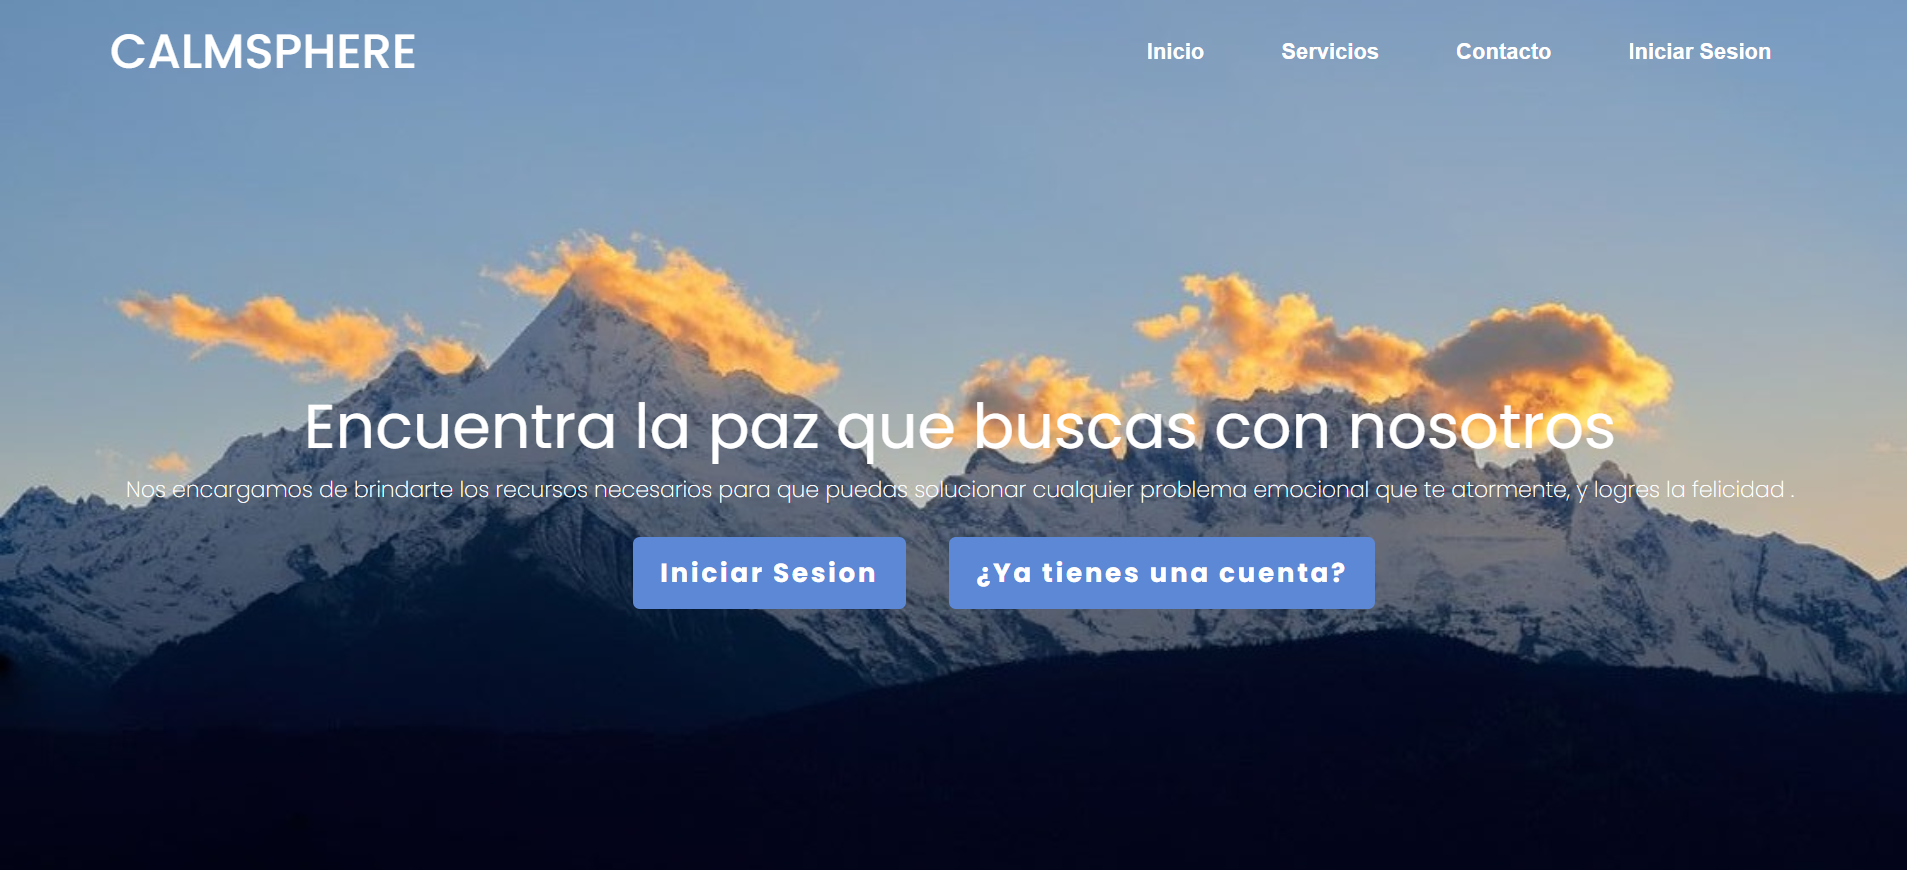 CALMSPHERE
Inicio Servicios Contacto Iniciar Sesion
Encuentra la paz que buscas con nosotros
Nos encargamos de brindarte los recursos necesarios para que puedas solucionar cualquier problema emocional que te atormente, y logres la felicidad .
Iniciar Sesion
¿Ya tienes una cuenta?